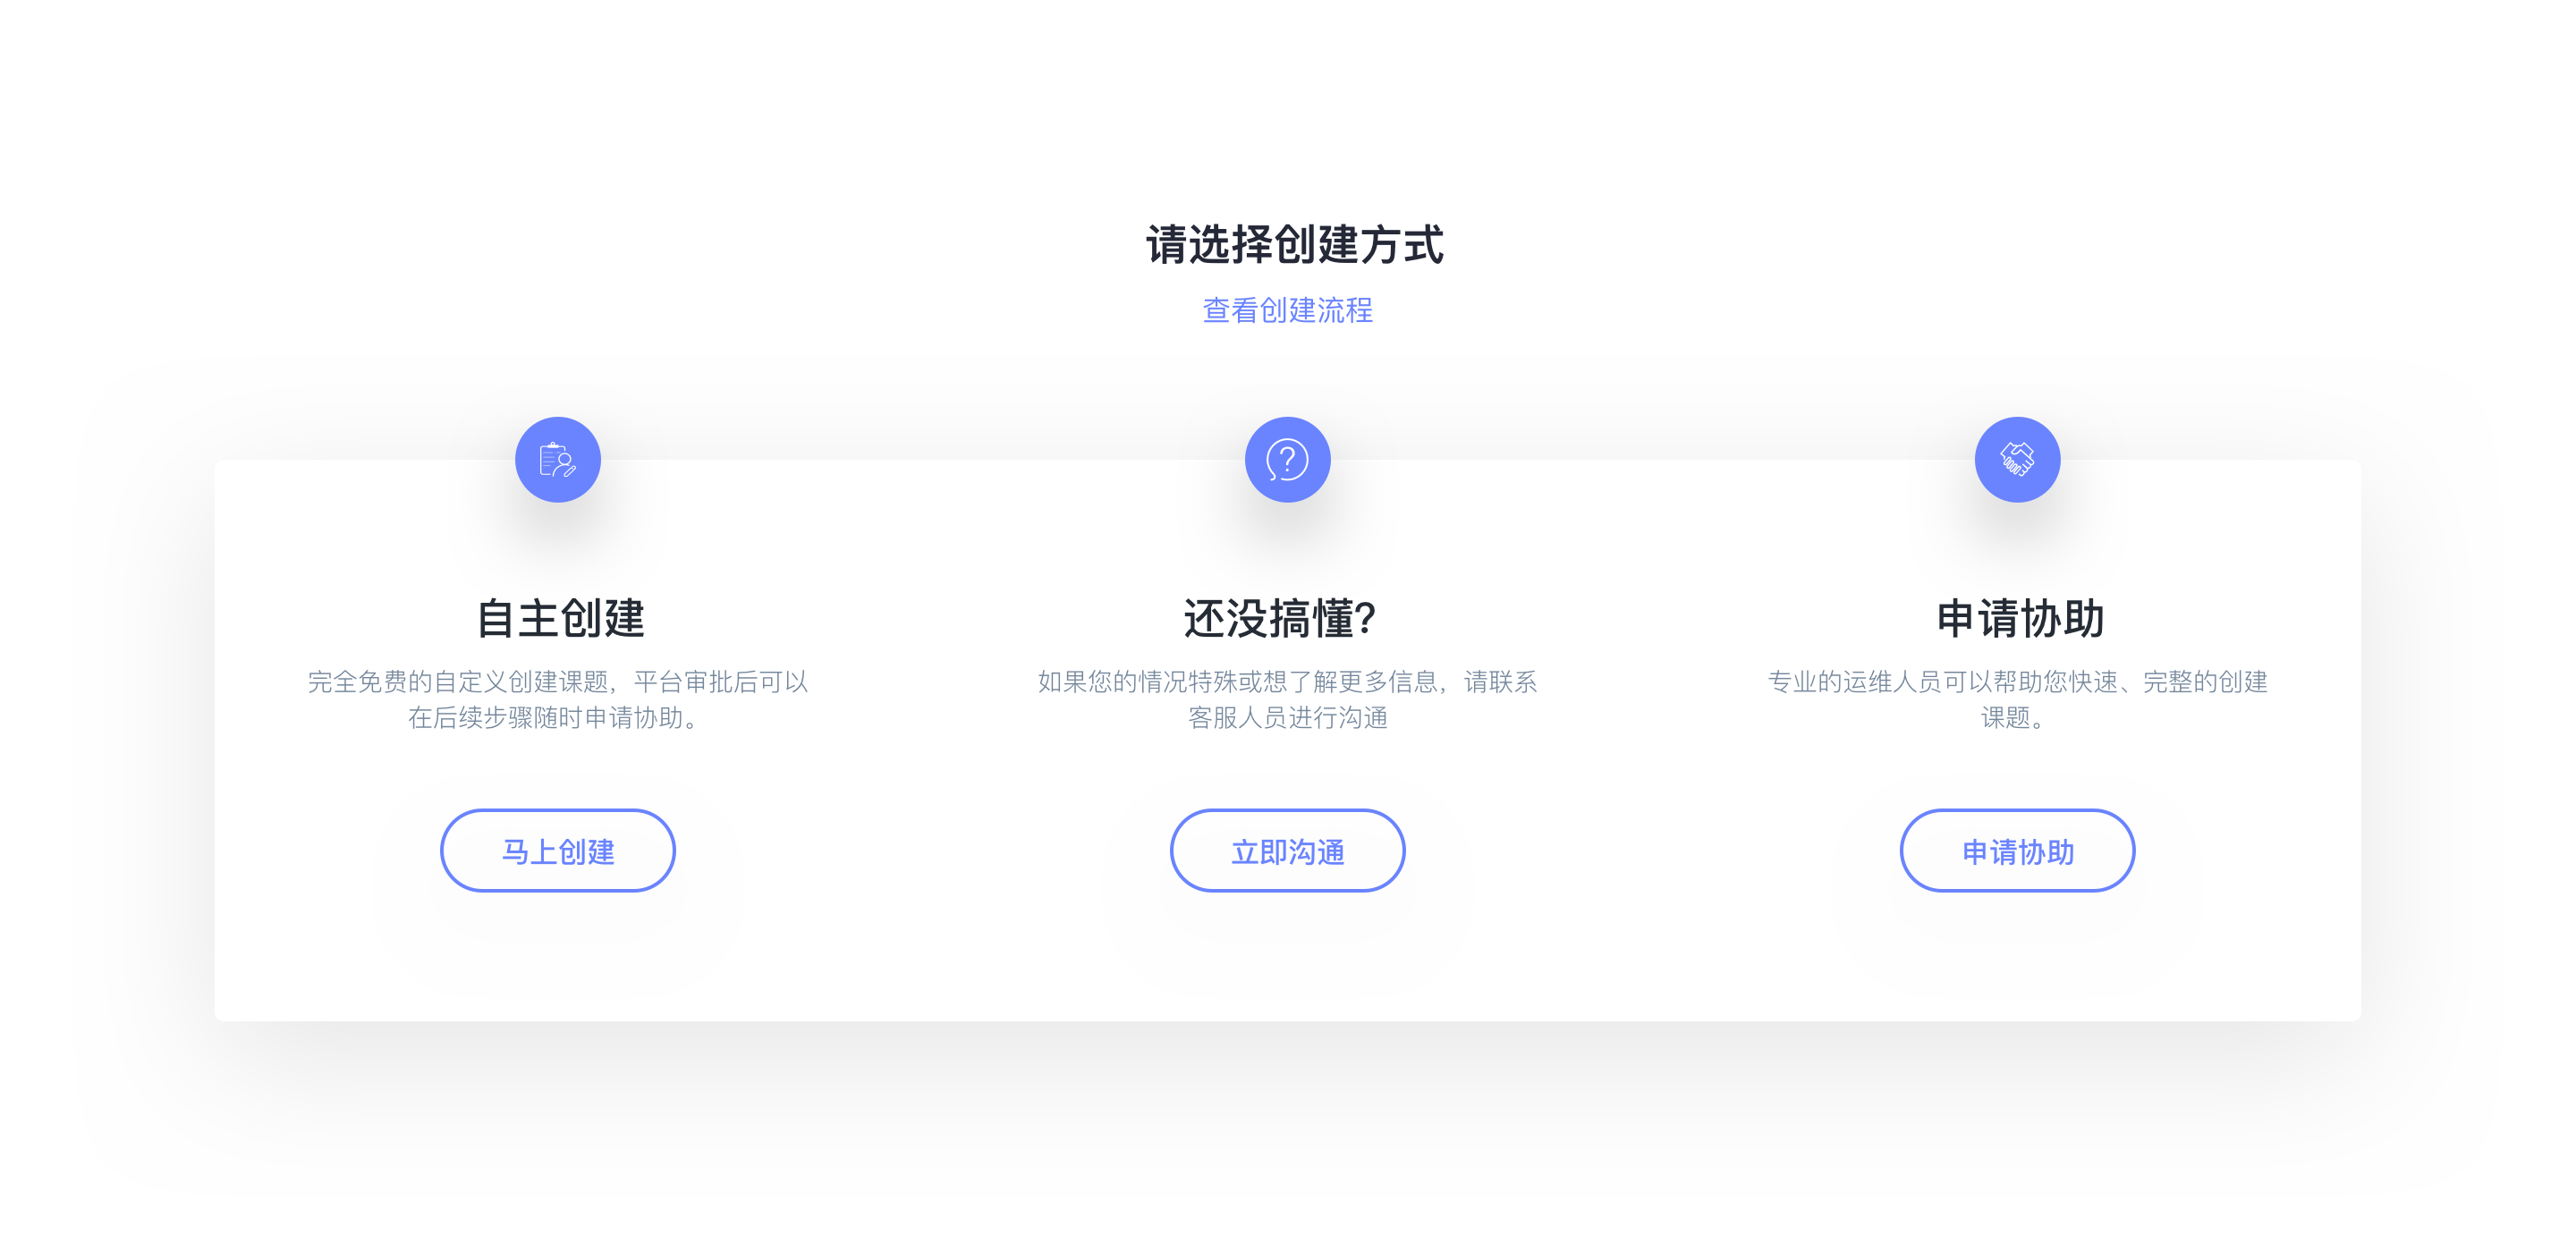 请选择创建方式
查看创建流程
自主创建
完全免费的自定义创建课题，平台审批后可以
在后续步骤随时申请协助。
马上创建
还没搞懂?
如果您的情况特殊或想了解更多信息，请联系
客服人员进行沟通
立即沟通
申请协助
专业的运维人员可以帮助您快速、完整的创建
课题。
申请协助